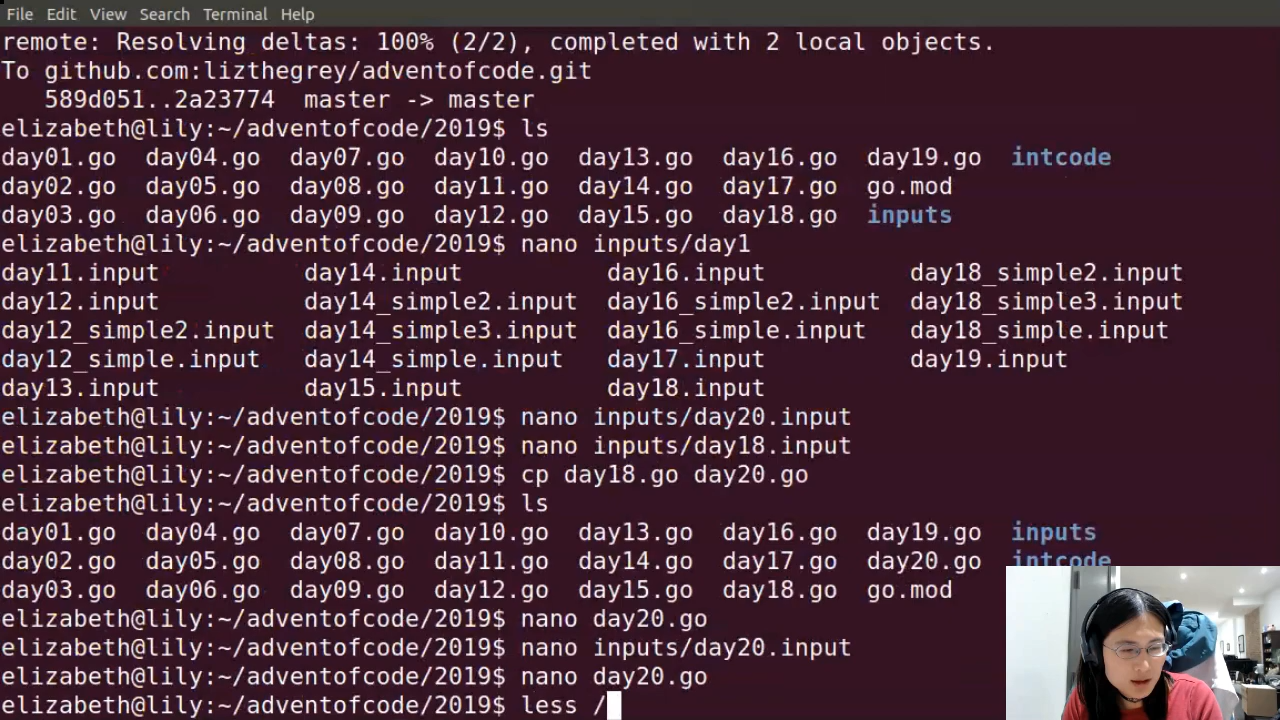 File Edit View Search Terminal Help
remote: Resolving deltas: 100% (2/2), completed with 2 local objects.
To github.com:lizthegrey/adventofcode.git
589d051..2a23774 master -> master
elizabeth@lily:~/adventofcode/2019$ ls
day01.go day04.go day07.go day10.go day13.go day16.go day19.go intcode
day02.go day05.go day08.go day11.go day14.go day17.go go.mod
day03.go day06.go day09.go day12.go day15.go day18.go inputs
elizabeth@lily:~/adventofcode/2019$ nano inputs/day1
day11.input day14.input day16.input day18_simple2.input
day12.input day14_simple2.input day16_simple2.input day18_simple3.input
day12_simple2.input day14_simple3.input day16_simple.input day18_simple.input
day12_simple.input day14_simple.input day17.input day19.input
day13.input day15.input day18.input
elizabeth@lily:~/adventofcode/2019$ nano inputs/day20.input
elizabeth@lily:~/adventofcode/2019$ nano inputs/day18.input
elizabeth@lily:~/adventofcode/2019$ cp day18.go day20.go
elizabeth@lily:~/adventofcode/2019$ ls
day01.go day04.go day07.go day10.go day13.go day16.go day19.go inputs
day02.go day05.go day08.go day11.go day14.go day17.go day20.go intcode
day03.go day06.go day09.go day12.go day15.go day18.go go.mod
elizabeth@lily:~/adventofcode/2019$ nano day20.go
elizabeth@lily:~/adventofcode/2019$ nano inputs/day20.input
elizabeth@lily:~/adventofcode/2019$ nano day20.go
elizabeth@lily:~/adventofcode/2019$ less /